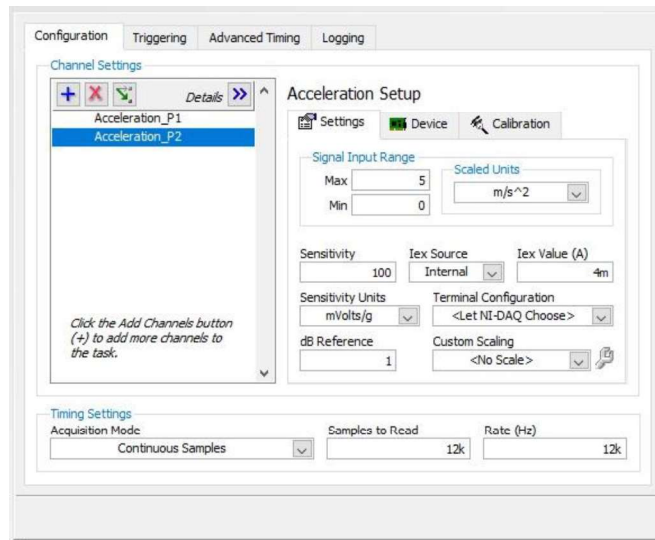 Configuration Triggering Advanced Timing Logging
Channel Settings
Details
Acceleration_P1
Acceleration_P2
Click the Add Channels button
(+) to add more channels to
the task.
Acceleration Setup
Settings Device Calibration
Signal Input Range
Max 5
Min 0
Scaled Units
m/s^2
Sensitivity Iex Source Iex Value (A)
100 Internal 4m
Sensitivity Units Terminal Configuration
mVolts/g <Let NI-DAQ Choose>
dB Reference Custom Scaling
1 <No Scale>
Timing Settings
Acquisition Mode Samples to Read Rate (Hz)
Continuous Samples 12k 12k